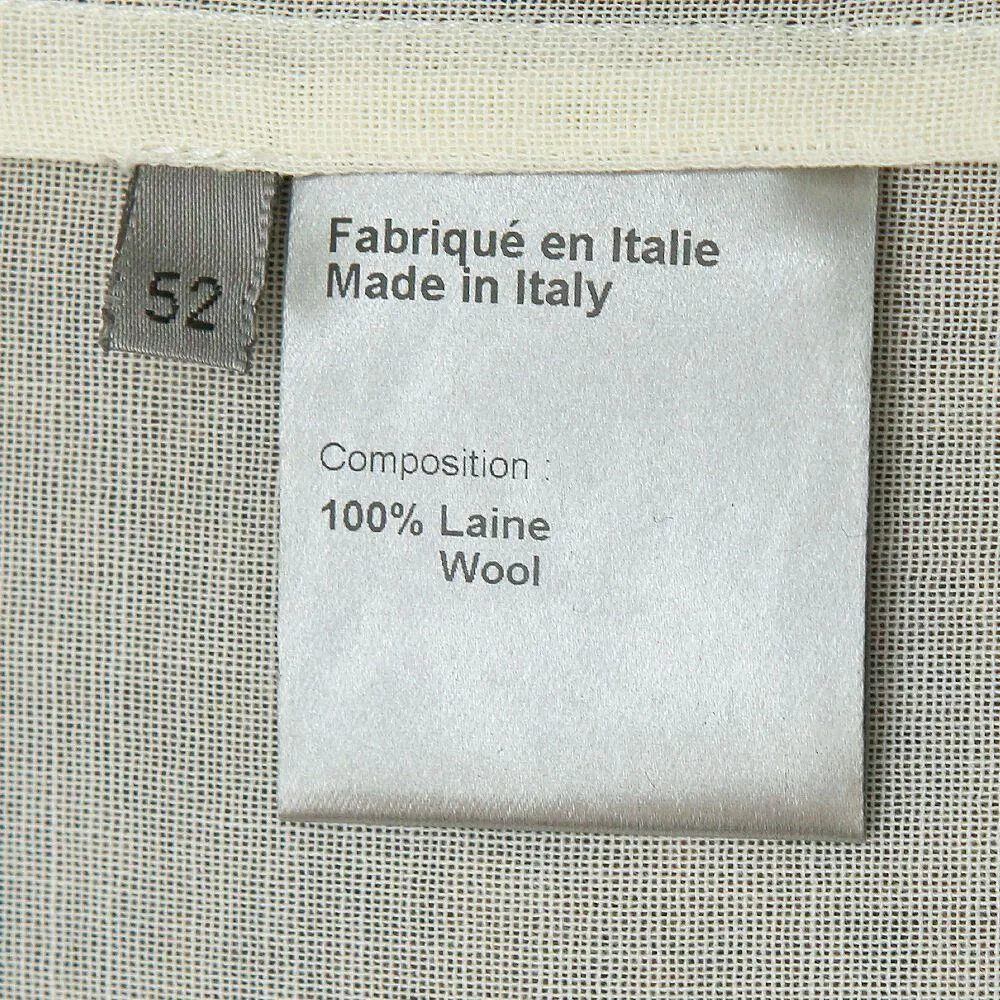 52
Fabriqué en Italie
Made in Italy
Composition :
100% Laine
Wool